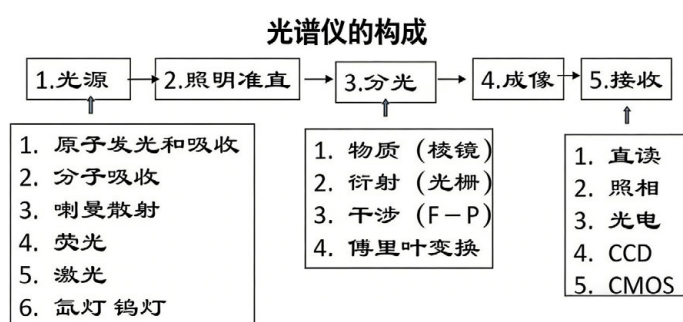 光谱仪的构成
1.光源
2.照明准直
3.分光
4.成像
5.接收
1. 原子发光和吸收
2. 分子吸收
3. 喇曼散射
4. 荧光
5. 激光
6. 氙灯 钨灯
1. 物质（棱镜）
2. 衍射（光栅）
3. 干涉（F－P）
4. 傅里叶变换
1. 直读
2. 照相
3. 光电
4. CCD
5. CMOS